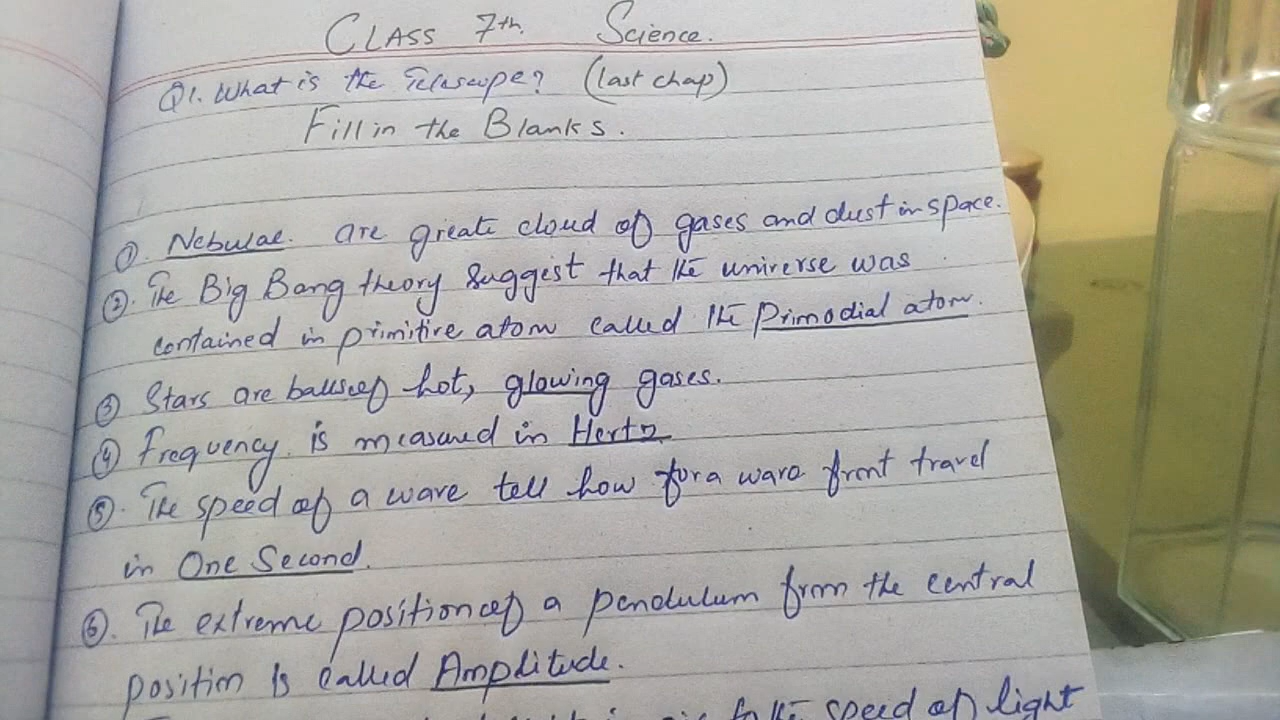 CLASS 7th. Science.
Q1. What is the Telescope? (last chap)
Fill in the Blanks.
① Nebulae. are great cloud of gases and dust in space.
②. The Big Bang theory suggest that the universe was
contained in primitive atom called the Primodial atom.
③ Stars are balls of hot, glowing gases.
④ Frequency is measured in Hertz
⑤. The speed of a wave tell how for a wave front travel
in One Second.
⑥. The extreme position of a pendulum from the central
position is called Amplitude.
speed of light